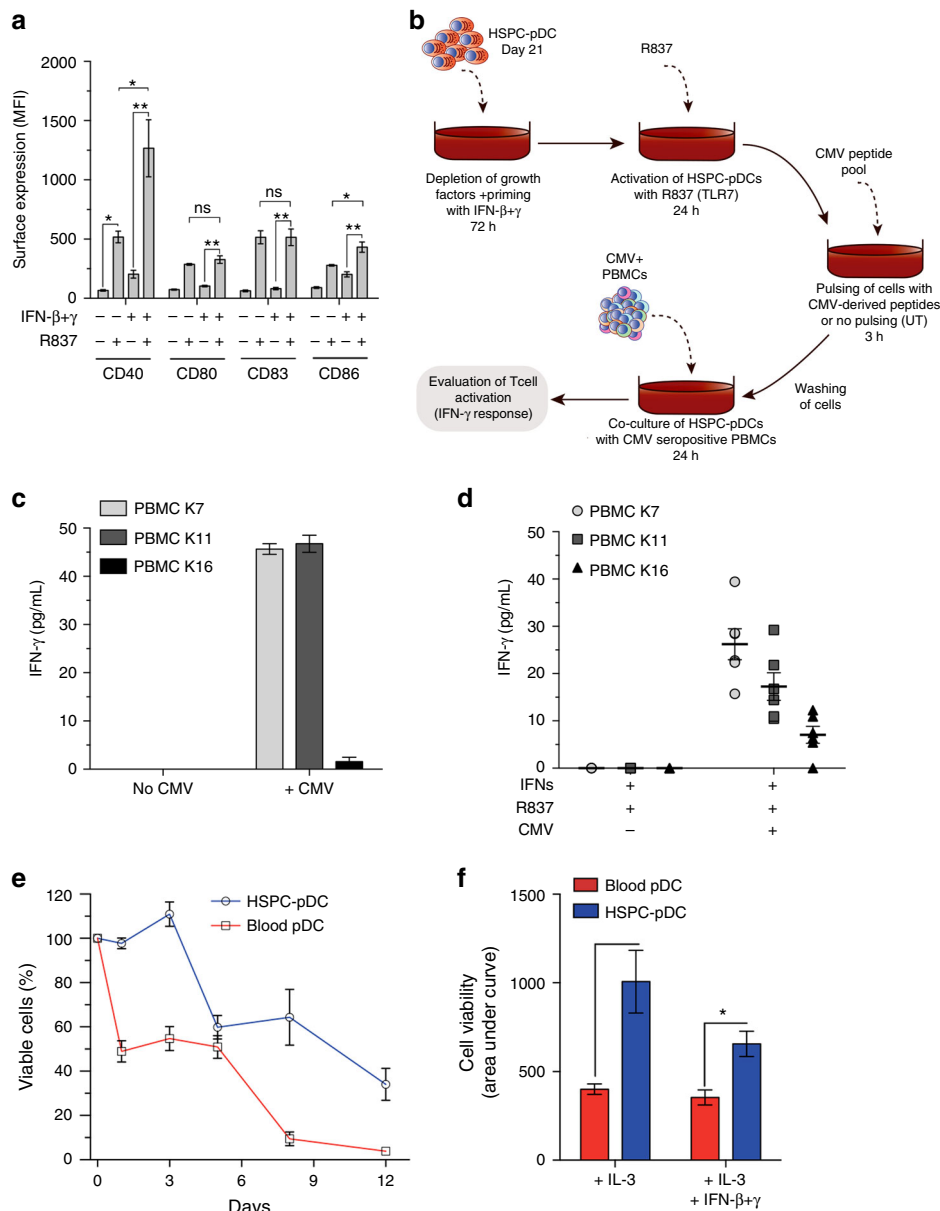 a
2000
1500
1000
500
0
Surface expression (MFI)
* ** * ns ** ns ** * **
IFN-β+γ − − + + − − + + − − + + − − + +
R837 − + − + − + − + − + − + − + − +
CD40 CD80 CD83 CD86
b
HSPC-pDC
Day 21
R837
Depletion of growth
factors +priming
with IFN-β+γ
72 h
Activation of HSPC-pDCs
with R837 (TLR7)
24 h
CMV peptide
pool
Pulsing of cells with
CMV-derived peptides
or no pulsing (UT)
3 h
Washing
of cells
CMV+
PBMCs
Co-culture of HSPC-pDCs
with CMV seropositive PBMCs
24 h
Evaluation of Tcell
activation
(IFN-γ response)
c
PBMC K7
PBMC K11
PBMC K16
50
40
30
20
10
0
IFN-γ (pg/mL)
No CMV + CMV
d
PBMC K7
PBMC K11
PBMC K16
50
40
30
20
10
0
IFN-γ (pg/mL)
IFNs + +
R837 + +
CMV − +
e
HSPC-pDC
Blood pDC
120
100
80
60
40
20
0
Viable cells (%)
0 3 6 9 12
Days
f
Blood pDC
HSPC-pDC
1500
1000
500
0
Cell viability
(area under curve)
*
+ IL-3 + IL-3
+ IFN-β+γ